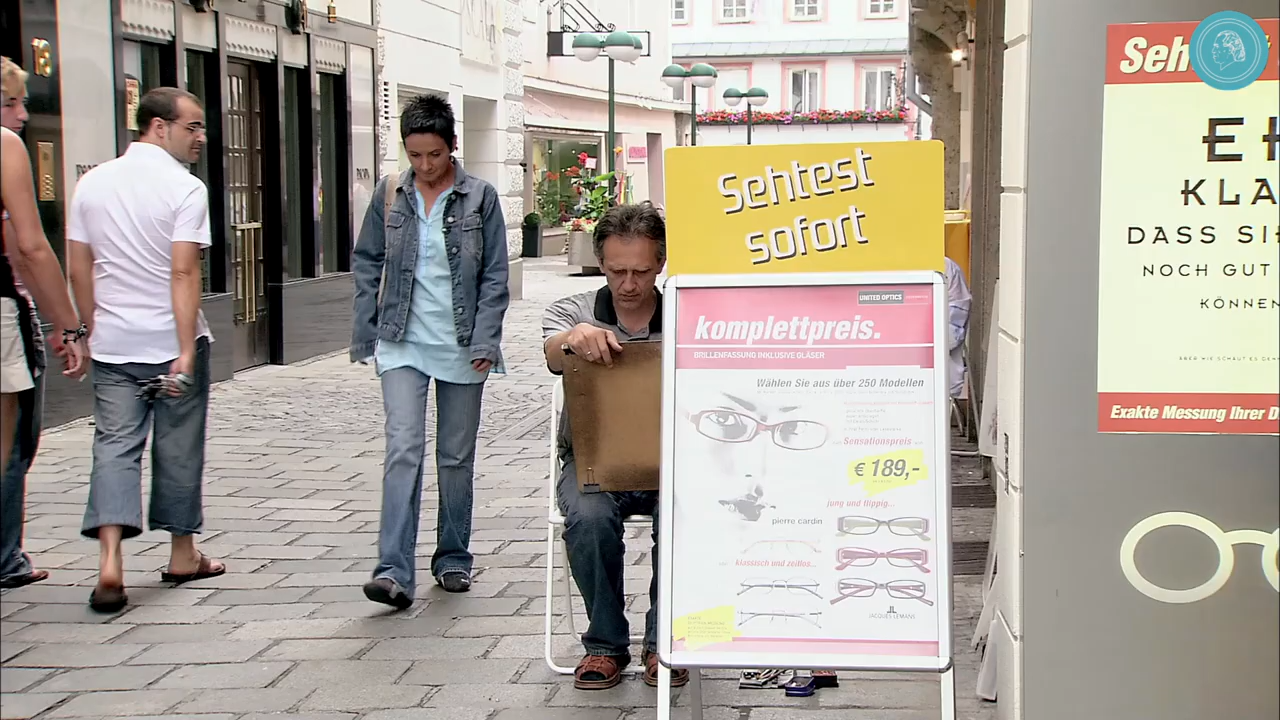 Sehtest
sofort
UNITED OPTICS
komplettpreis.
BRILLENFASSUNG INKLUSIVE GLÄSER
Wählen Sie aus über 250 Modellen
Sensationspreis
€ 189,-
jung und flippig...
pierre cardin
klassisch und zeitlos...
JACQUES LEMANS
Seh
KLA
DASS SI
NOCH GUT
KÖNNEN
Exakte Messung Ihrer D